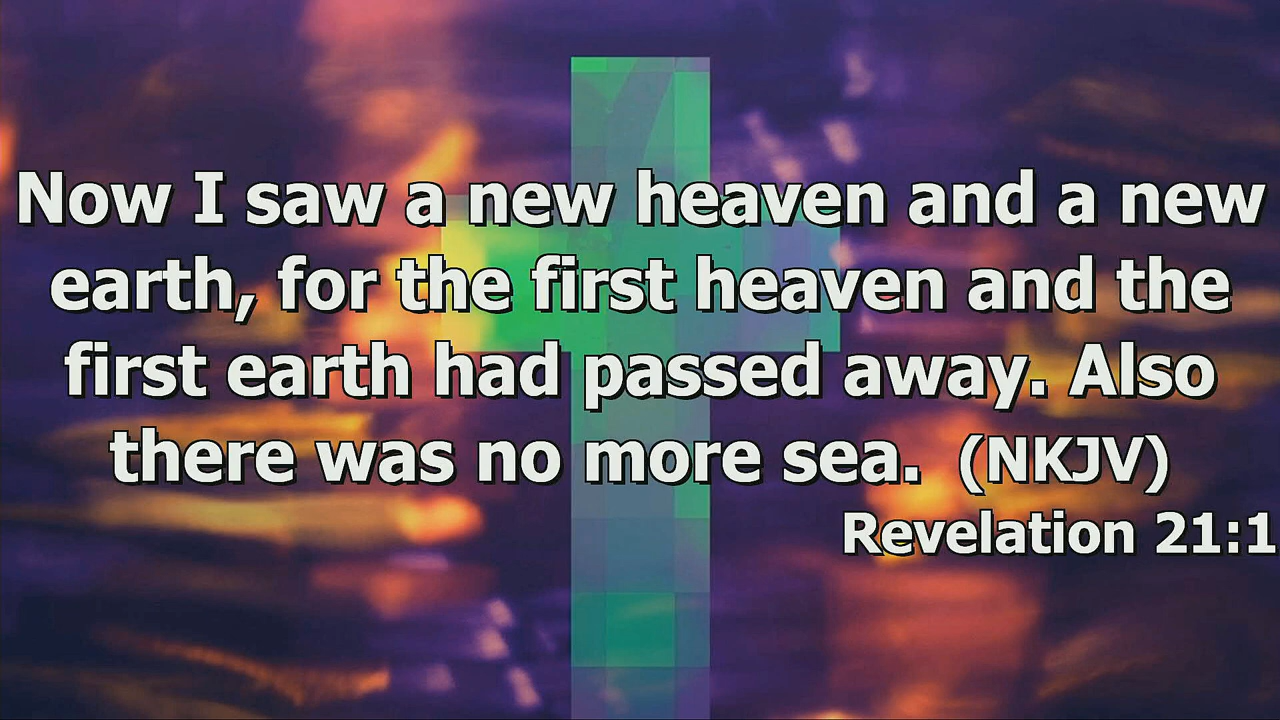 Now I saw a new heaven and a new
earth, for the first heaven and the
first earth had passed away. Also
there was no more sea. (NKJV)
Revelation 21:1